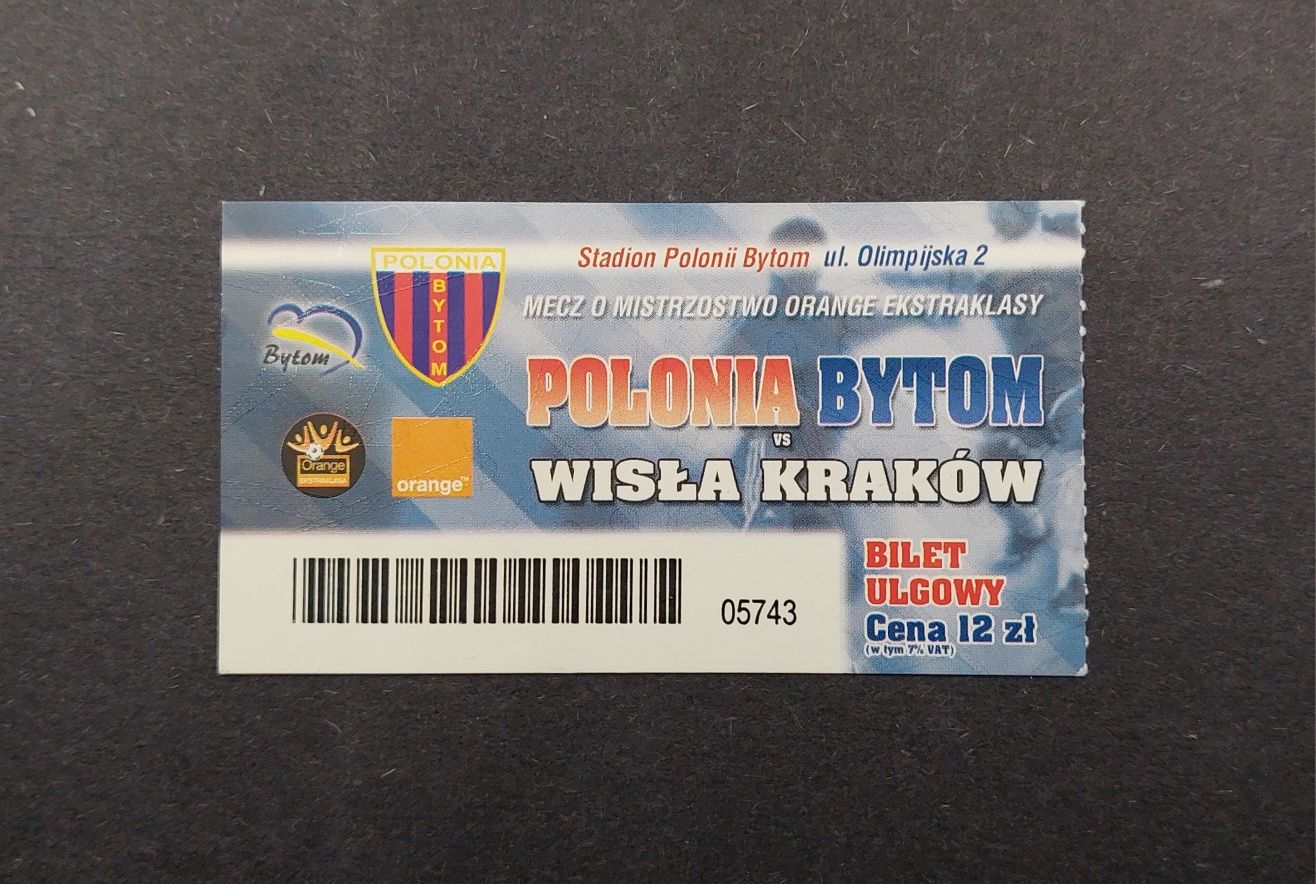 Stadion Polonii Bytom ul. Olimpijska 2
POLONIA
BYTOM
Bytom
MECZ O MISTRZOSTWO ORANGE EKSTRAKLASY
POLONIA BYTOM
vs
WISŁA KRAKÓW
Orange
EKSTRAKLASA
orange™
BILET
ULGOWY
Cena 12 zł
(w tym 7% VAT)
05743